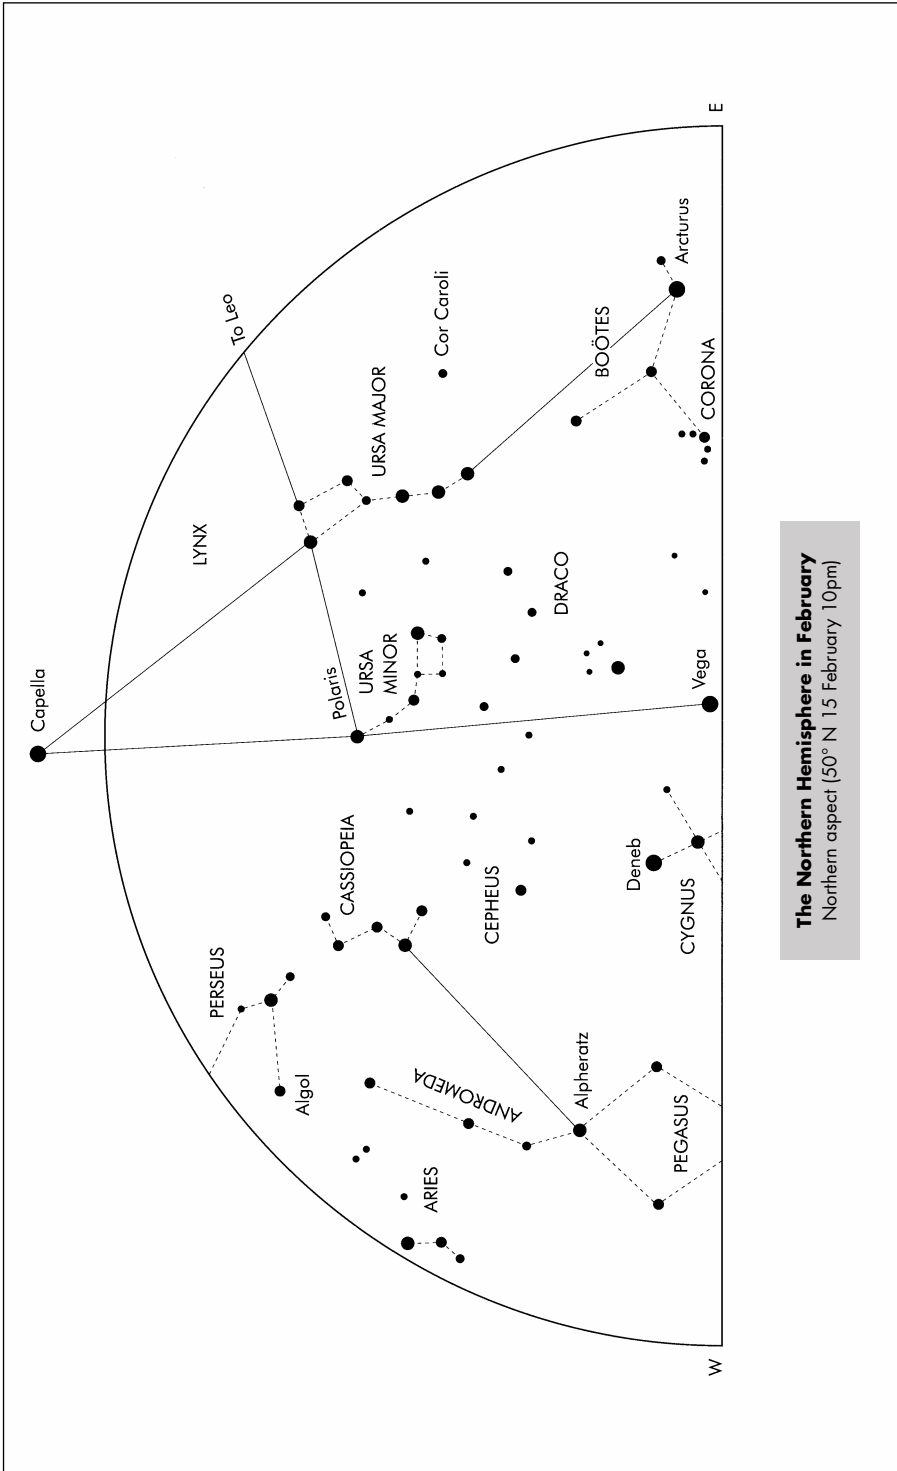 Capella
To Leo
LYNX
PERSEUS
Algol
CASSIOPEIA
Polaris
URSA
MINOR
URSA MAJOR
Cor Caroli
ANDROMEDA
ARIES
CEPHEUS
DRACO
BOÖTES
Alpheratz
Deneb
Vega
Arcturus
PEGASUS
CYGNUS
CORONA
W
E
The Northern Hemisphere in February
Northern aspect (50° N 15 February 10pm)